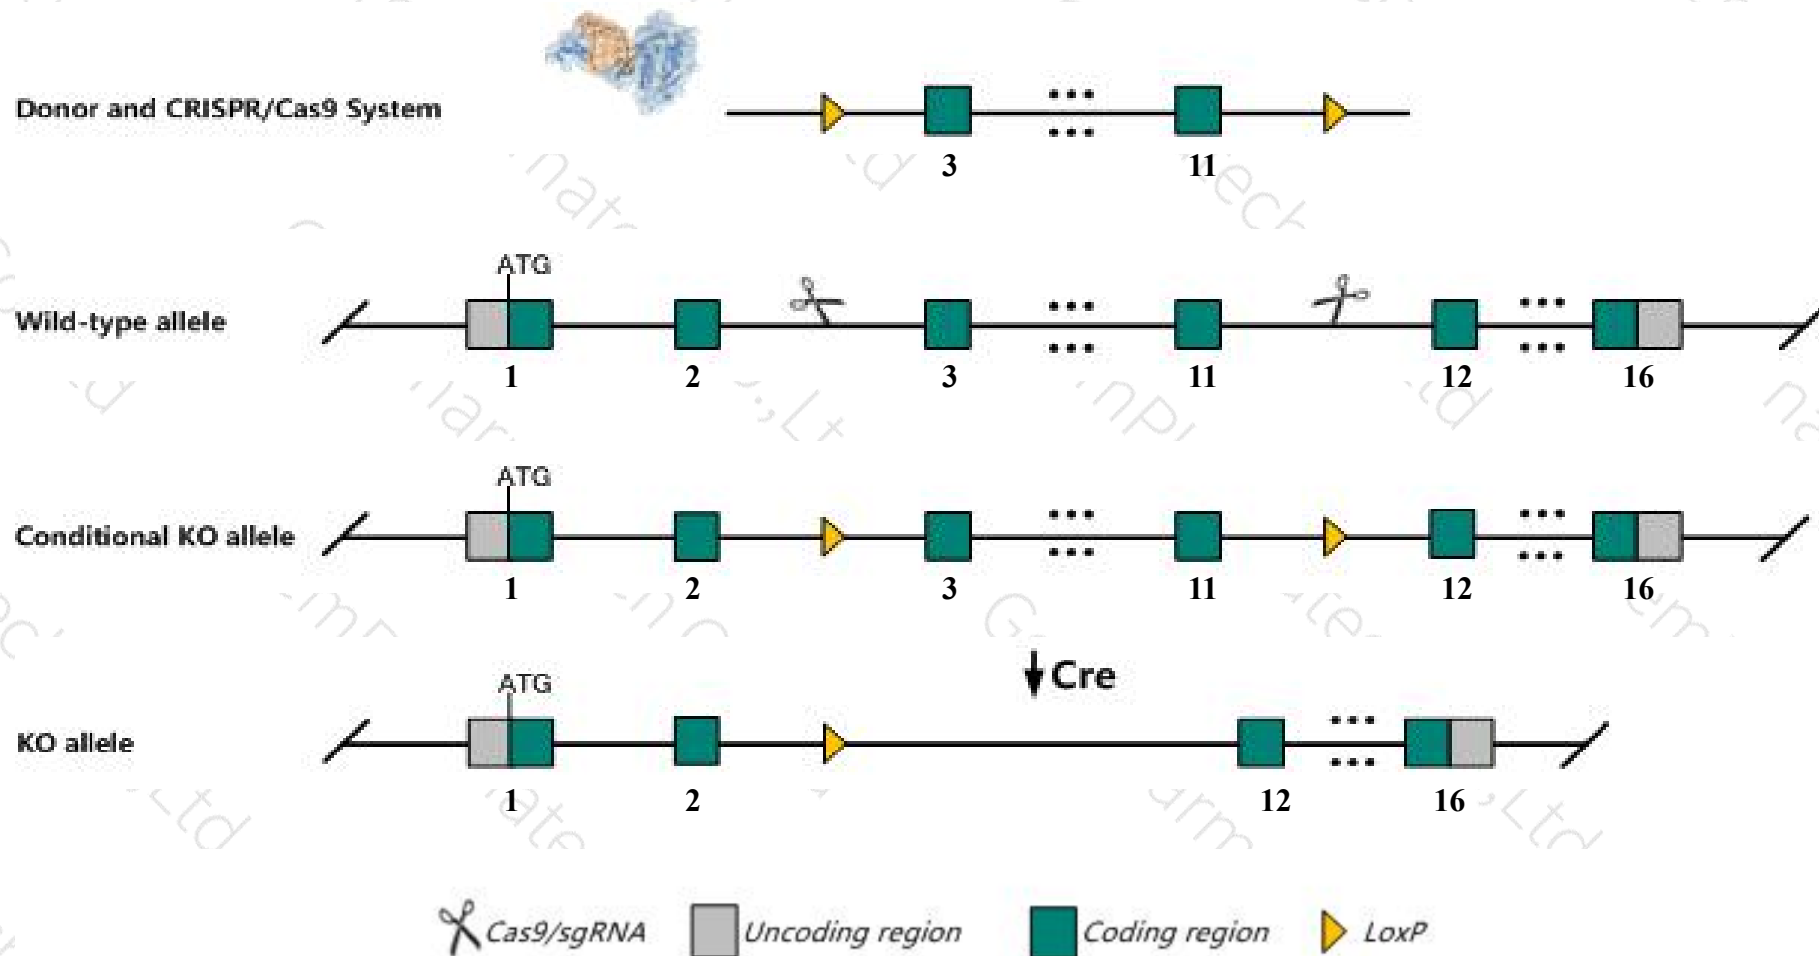 Donor and CRISPR/Cas9 System
3 11
ATG
Wild-type allele
1 2 3 11 12 16
ATG
Conditional KO allele
1 2 3 11 12 16
Cre
ATG
KO allele
1 2 12 16
Cas9/sgRNA Uncoding region Coding region LoxP